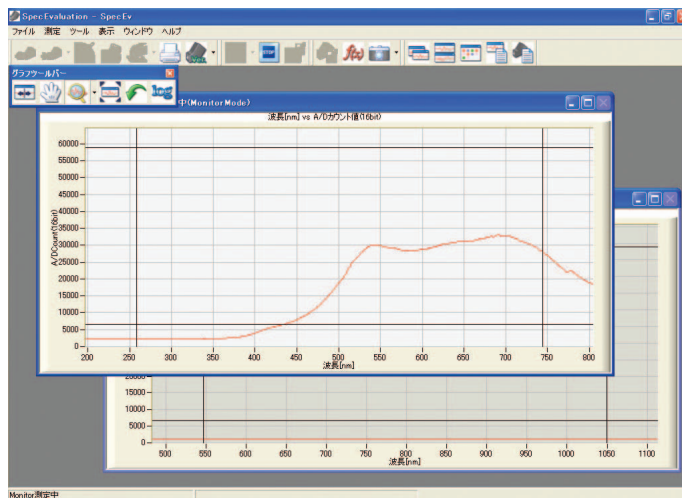 SpecEvaluation - SpecEv
ファイル 測定 ツール 表示 ウィンドウ ヘルプ
STOP
f(x)
グラフツールバー
log
中(MonitorMode)
波長[nm] vs A/Dカウント値(16bit)
60000
55000
50000
45000
40000
35000
30000
25000
20000
15000
10000
5000
0
A/DCount(16bit)
200 250 300 350 400 450 500 550 600 650 700 750 800
波長[nm]
20000
15000
10000
5000
0
500 550 600 650 700 750 800 850 900 950 1000 1050 1100
波長[nm]
Monitor測定中